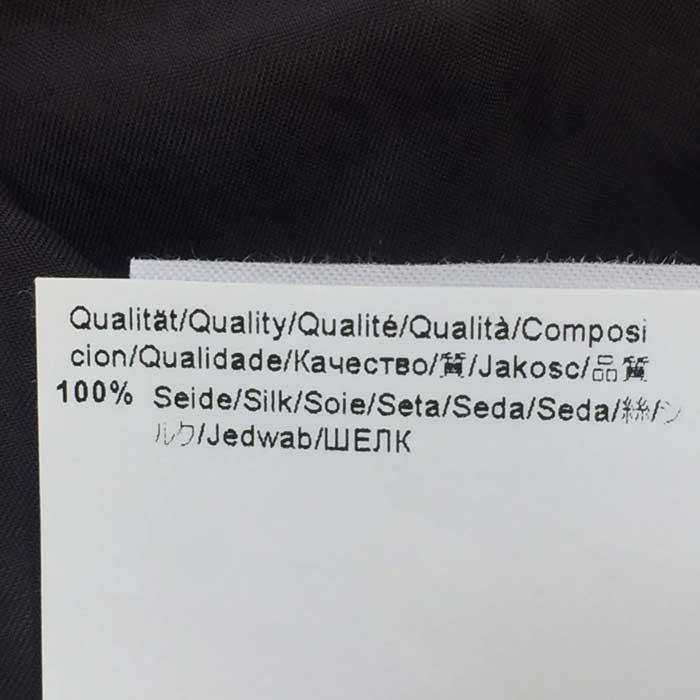 Qualität/Quality/Qualité/Qualità/Composi
cion/Qualidade/Качество/質/Jakosc/品質
100% Seide/Silk/Soie/Seta/Seda/Seda/絲/シ
ルク/Jedwab/ШЕЛК